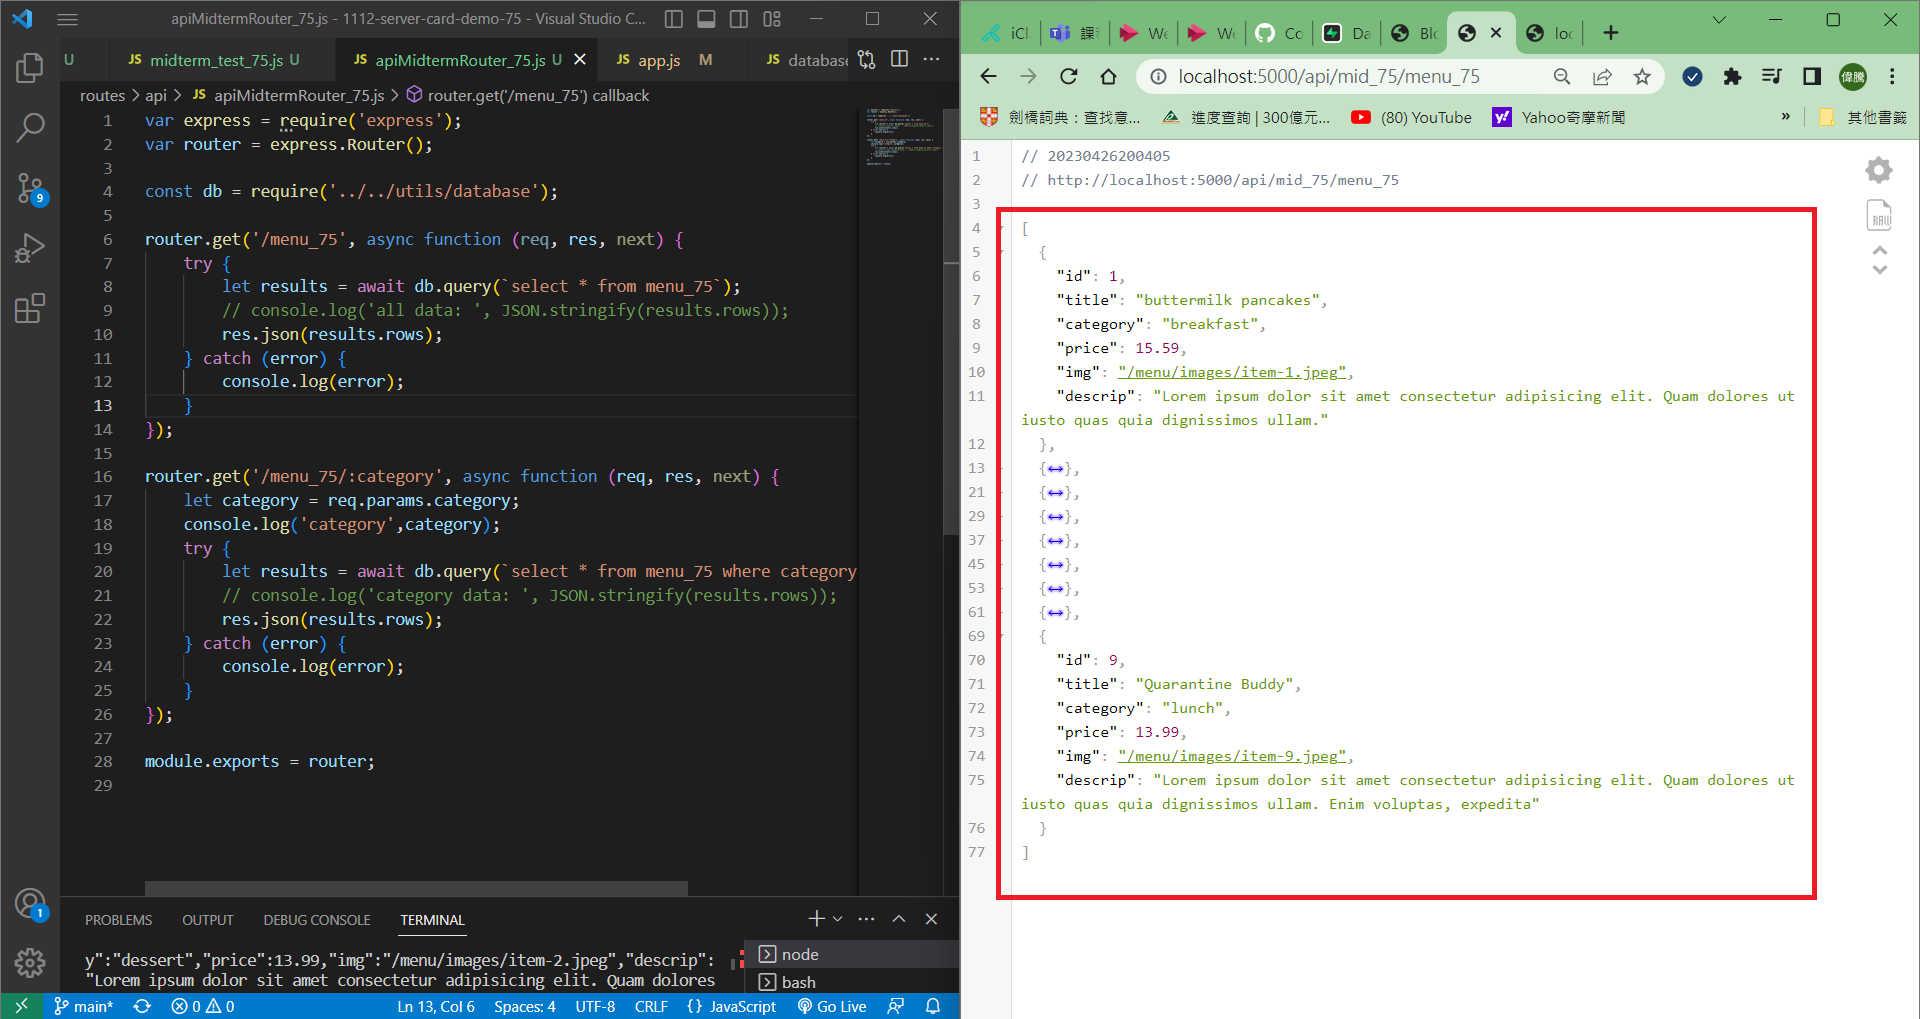 apiMidtermRouter_75.js - 1112-server-card-demo-75 - Visual Studio C...
U
JS midterm_test_75.js U
JS apiMidtermRouter_75.js U
JS app.js M
JS database
routes > api > JS apiMidtermRouter_75.js > router.get('/menu_75') callback
1 var express = require('express');
2 var router = express.Router();
3
4 const db = require('../../utils/database');
5
6 router.get('/menu_75', async function (req, res, next) {
7 try {
8 let results = await db.query(`select * from menu_75`);
9 // console.log('all data: ', JSON.stringify(results.rows));
10 res.json(results.rows);
11 } catch (error) {
12 console.log(error);
13 }
14 });
15
16 router.get('/menu_75/:category', async function (req, res, next) {
17 let category = req.params.category;
18 console.log('category',category);
19 try {
20 let results = await db.query(`select * from menu_75 where category
21 // console.log('category data: ', JSON.stringify(results.rows));
22 res.json(results.rows);
23 } catch (error) {
24 console.log(error);
25 }
26 });
27
28 module.exports = router;
29
9
1
PROBLEMS OUTPUT DEBUG CONSOLE TERMINAL
y":"dessert","price":13.99,"img":"/menu/images/item-2.jpeg","descrip":
"Lorem ipsum dolor sit amet consectetur adipisicing elit. Quam dolores
node
bash
main* 0 0 Ln 13, Col 6 Spaces: 4 UTF-8 CRLF {} JavaScript Go Live
iCl 課 We We Co Da Blo loc
localhost:5000/api/mid_75/menu_75
偉騰
劍橋詞典：查找意... 進度查詢 | 300億元... (80) YouTube Yahoo奇摩新聞 » 其他書籤
1 // 20230426200405
2 // http://localhost:5000/api/mid_75/menu_75
3
4 [
5 {
6 "id": 1,
7 "title": "buttermilk pancakes",
8 "category": "breakfast",
9 "price": 15.59,
10 "img": "/menu/images/item-1.jpeg",
11 "descrip": "Lorem ipsum dolor sit amet consectetur adipisicing elit. Quam dolores ut
iusto quas quia dignissimos ullam."
12 },
13 {↔},
21 {↔},
29 {↔},
37 {↔},
45 {↔},
53 {↔},
61 {↔},
69 {
70 "id": 9,
71 "title": "Quarantine Buddy",
72 "category": "lunch",
73 "price": 13.99,
74 "img": "/menu/images/item-9.jpeg",
75 "descrip": "Lorem ipsum dolor sit amet consectetur adipisicing elit. Quam dolores ut
iusto quas quia dignissimos ullam. Enim voluptas, expedita"
76 }
77 ]
RAW